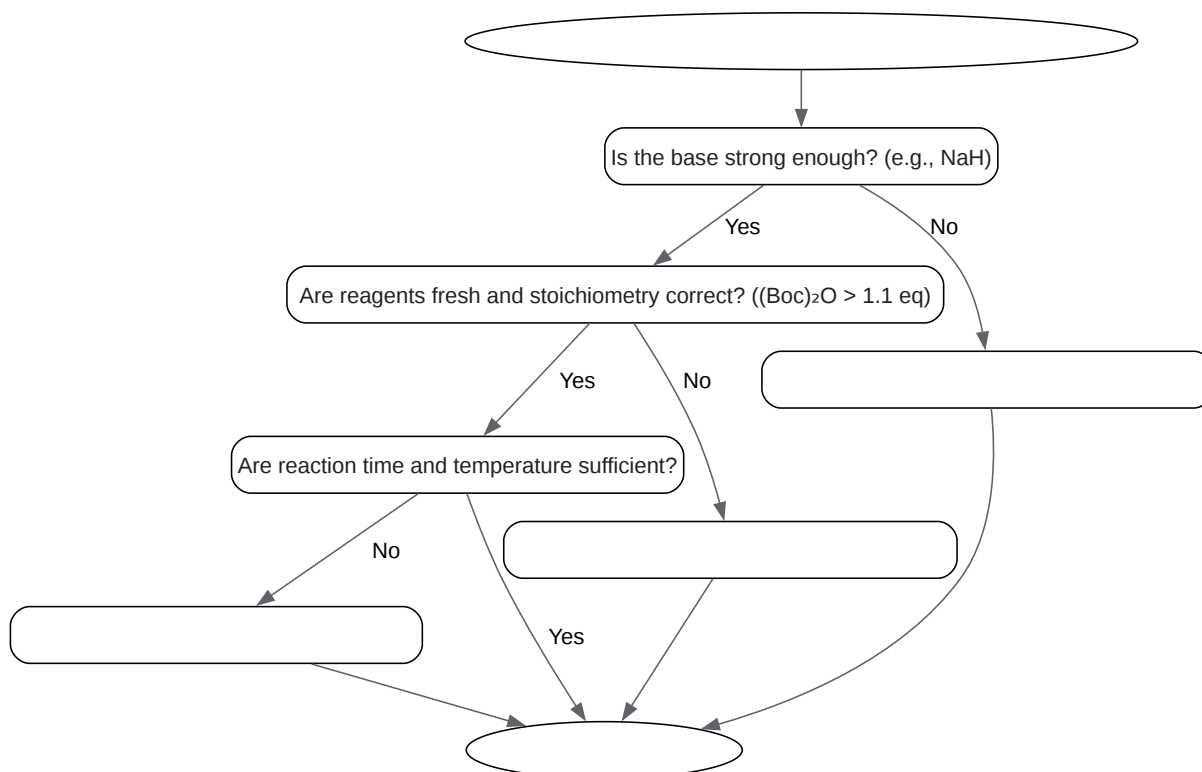 Is the base strong enough? (e.g., NaH)
Yes
No
Are reagents fresh and stoichiometry correct? ((Boc)₂O > 1.1 eq)
Yes
No
Are reaction time and temperature sufficient?
No
Yes